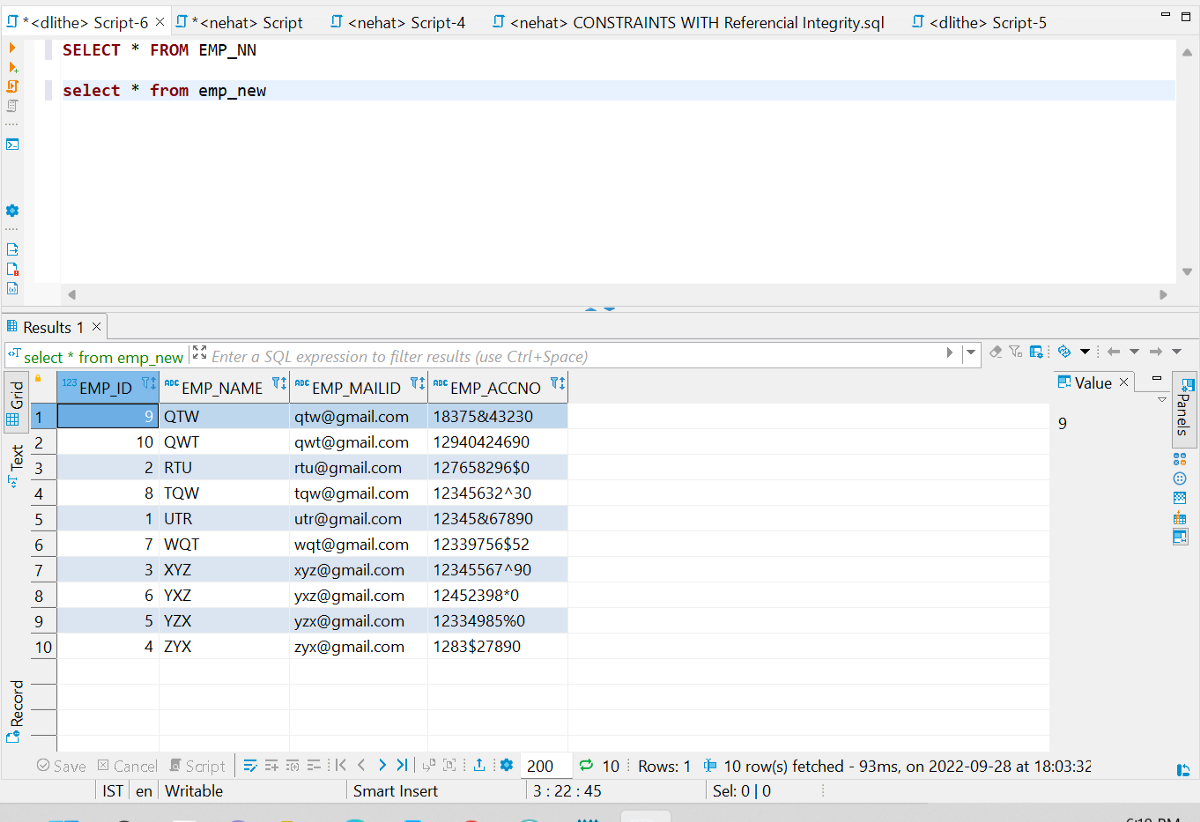 *<dlithe> Script-6 *<nehat> Script <nehat> Script-4 <nehat> CONSTRAINTS WITH Referencial Integrity.sql <dlithe> Script-5
SELECT * FROM EMP_NN
select * from emp_new
Results 1
select * from emp_new Enter a SQL expression to filter results (use Ctrl+Space)
Grid
Text
Record
123 EMP_ID ABC EMP_NAME ABC EMP_MAILID ABC EMP_ACCNO
1 9 QTW qtw@gmail.com 18375&43230
2 10 QWT qwt@gmail.com 12940424690
3 2 RTU rtu@gmail.com 127658296$0
4 8 TQW tqw@gmail.com 12345632^30
5 1 UTR utr@gmail.com 12345&67890
6 7 WQT wqt@gmail.com 12339756$52
7 3 XYZ xyz@gmail.com 12345567^90
8 6 YXZ yxz@gmail.com 12452398*0
9 5 YZX yzx@gmail.com 12334985%0
10 4 ZYX zyx@gmail.com 1283$27890
Value
9
Panels
Save Cancel Script 200 10 Rows: 1 10 row(s) fetched - 93ms, on 2022-09-28 at 18:03:32
IST en Writable Smart Insert 3 : 22 : 45 Sel: 0 | 0